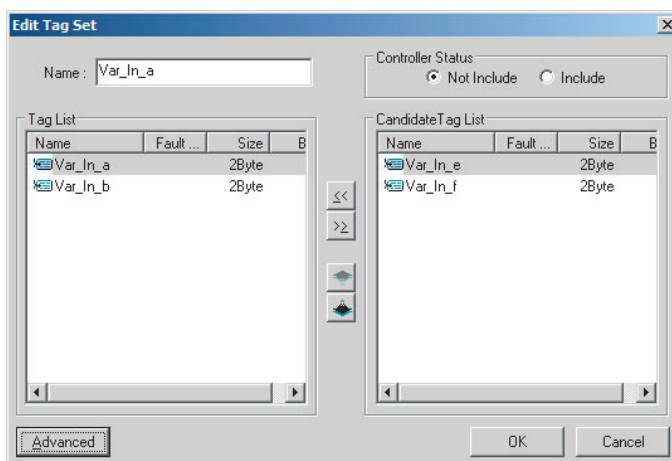 Edit Tag Set
Name : Var_In_a
Controller Status
Not Include Include
Tag List
Name Fault ... Size B
Var_In_a 2Byte
Var_In_b 2Byte
<<
>>
CandidateTag List
Name Fault ... Size B
Var_In_e 2Byte
Var_In_f 2Byte
Advanced
OK Cancel